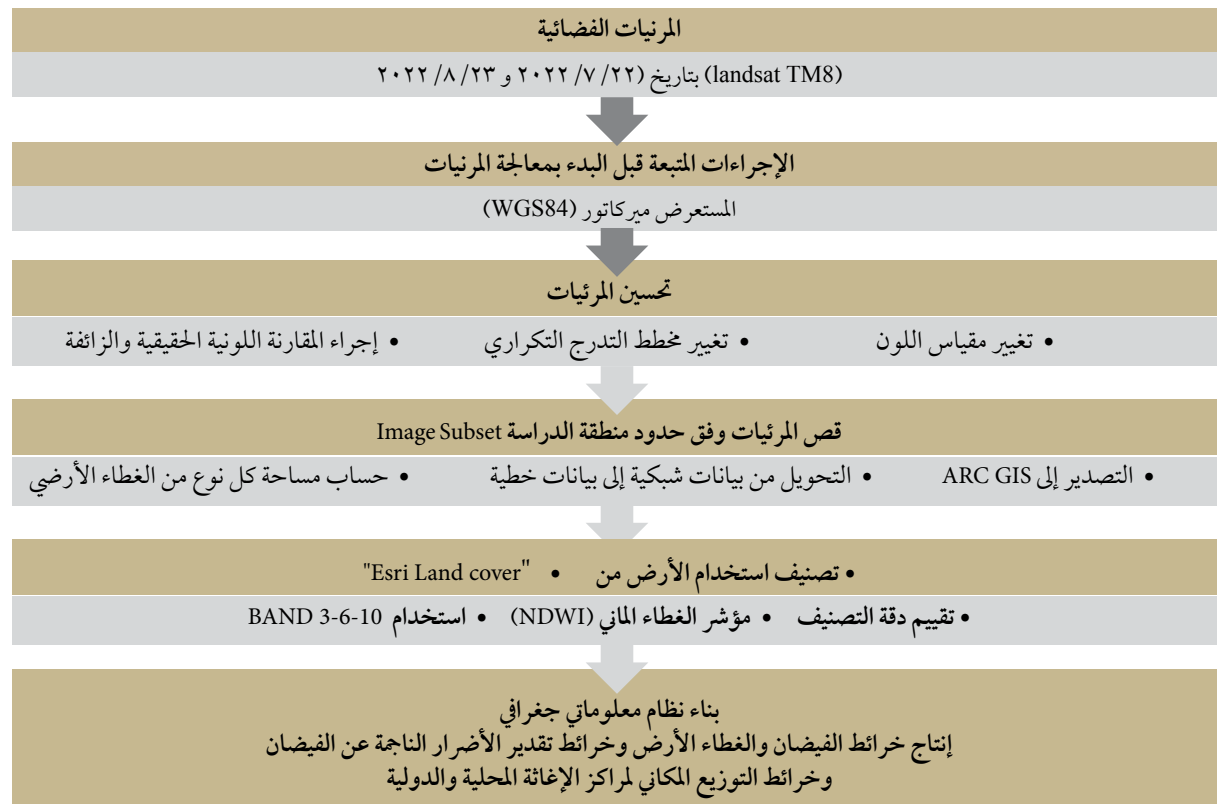 المرئيات الفضائية
(landsat TM8) بتاريخ (٢٢/ ٧/ ٢٠٢٢ و ٢٣/ ٨/ ٢٠٢٢
الإجراءات المتبعة قبل البدء بمعالجة المرئيات
المستعرض ميركاتور (WGS84)
تحسين المرئيات
• تغيير مقياس اللون • تغيير مخطط التدرج التكراري • إجراء المقارنة اللونية الحقيقية والزائفة
قص المرئيات وفق حدود منطقة الدراسة Image Subset
• التصدير إلى ARC GIS • التحويل من بيانات شبكية إلى بيانات خطية • حساب مساحة كل نوع من الغطاء الأرضي
• تصنيف استخدام الأرض من • "Esri Land cover"
• تقييم دقة التصنيف • مؤشر الغطاء المائي (NDWI) • استخدام BAND 3-6-10
بناء نظام معلوماتي جغرافي
إنتاج خرائط الفيضان والغطاء الأرض وخرائط تقدير الأضرار الناجمة عن الفيضان
وخرائط التوزيع المكاني لمراكز الإغاثة المحلية والدولية